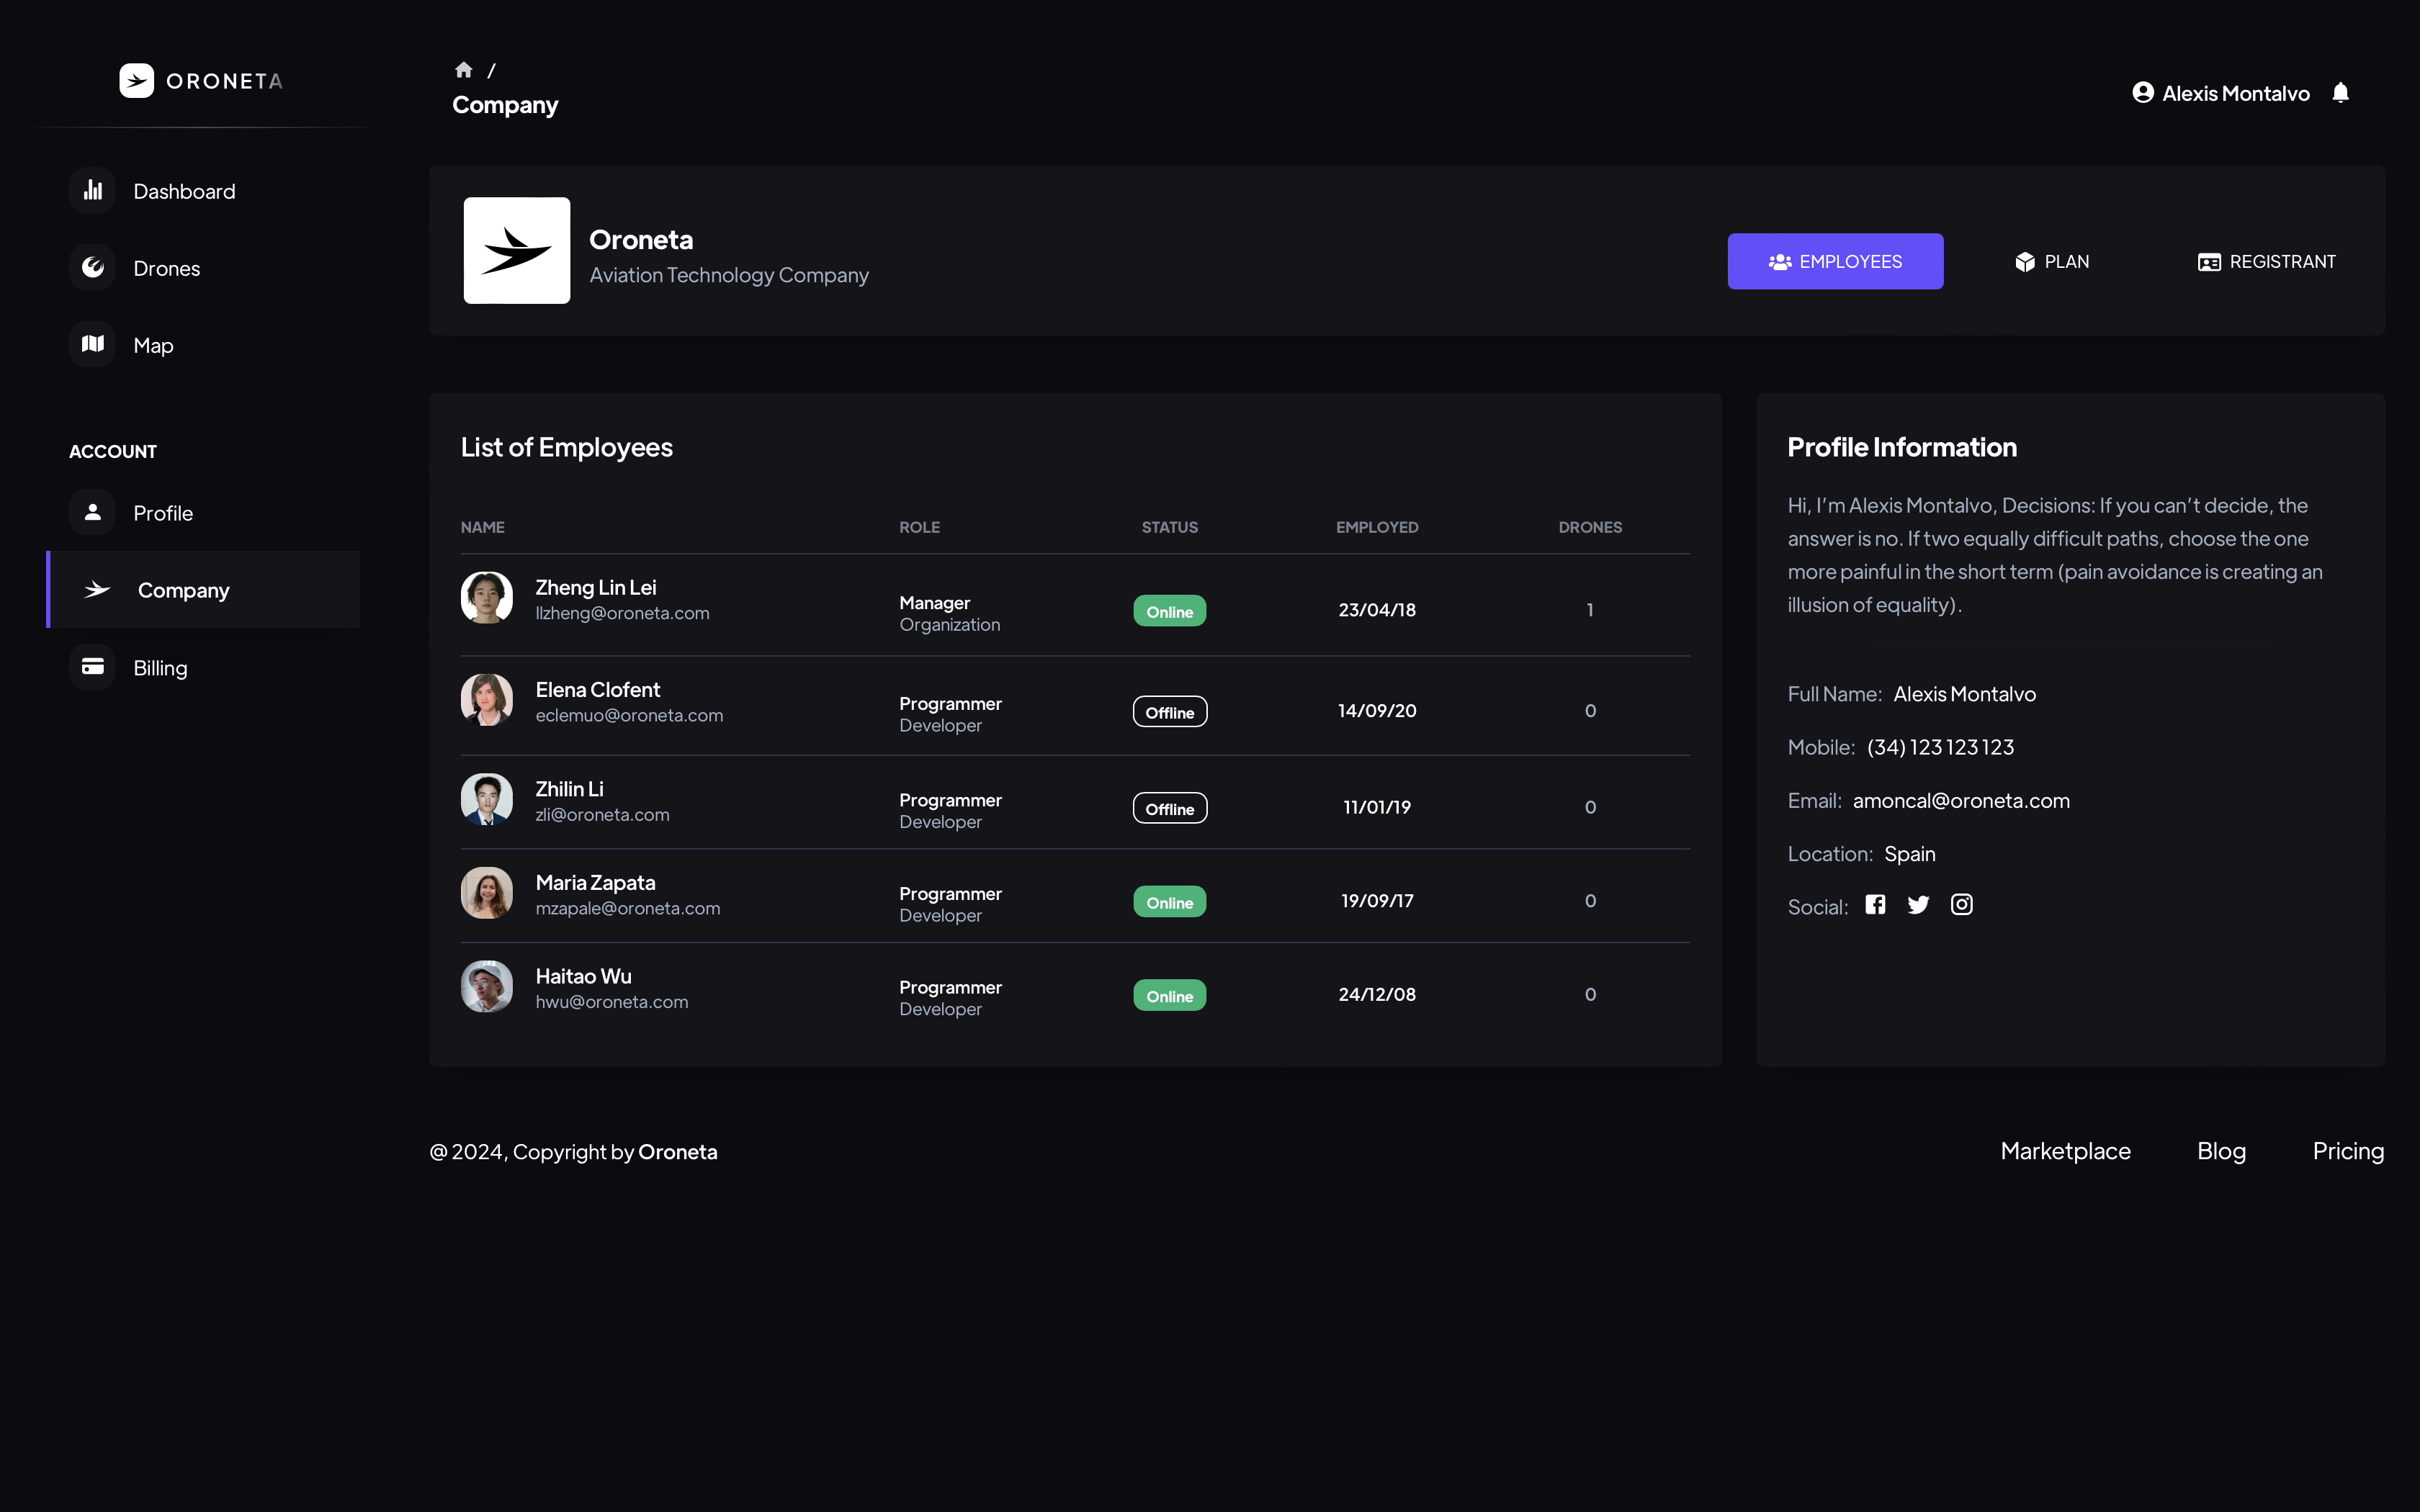 ORONETA
/
Company
Alexis Montalvo
Dashboard
Drones
Map
ACCOUNT
Profile
Company
Billing
Oroneta
Aviation Technology Company
EMPLOYEES
PLAN
REGISTRANT
List of Employees
NAME ROLE STATUS EMPLOYED DRONES
Zheng Lin Lei
llzheng@oroneta.com
Manager
Organization
Online
23/04/18
1
Elena Clofent
eclemuo@oroneta.com
Programmer
Developer
Offline
14/09/20
0
Zhilin Li
zli@oroneta.com
Programmer
Developer
Offline
11/01/19
0
Maria Zapata
mzapale@oroneta.com
Programmer
Developer
Online
19/09/17
0
Haitao Wu
hwu@oroneta.com
Programmer
Developer
Online
24/12/08
0
Profile Information
Hi, I’m Alexis Montalvo, Decisions: If you can’t decide, the
answer is no. If two equally difficult paths, choose the one
more painful in the short term (pain avoidance is creating an
illusion of equality).
Full Name: Alexis Montalvo
Mobile: (34) 123 123 123
Email: amoncal@oroneta.com
Location: Spain
Social:
@ 2024, Copyright by Oroneta
Marketplace
Blog
Pricing